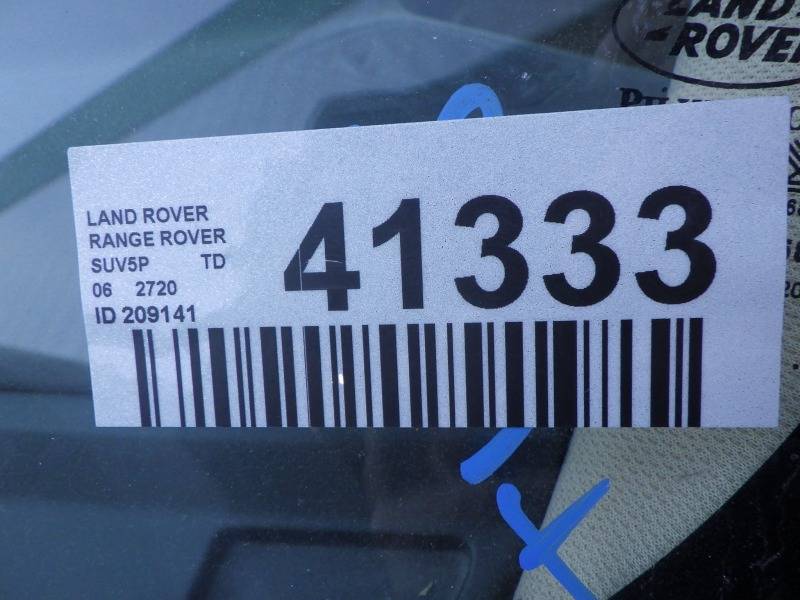 LAND-
-ROVER
LAND ROVER
RANGE ROVER
SUV5P TD
06 2720
ID 209141
41333